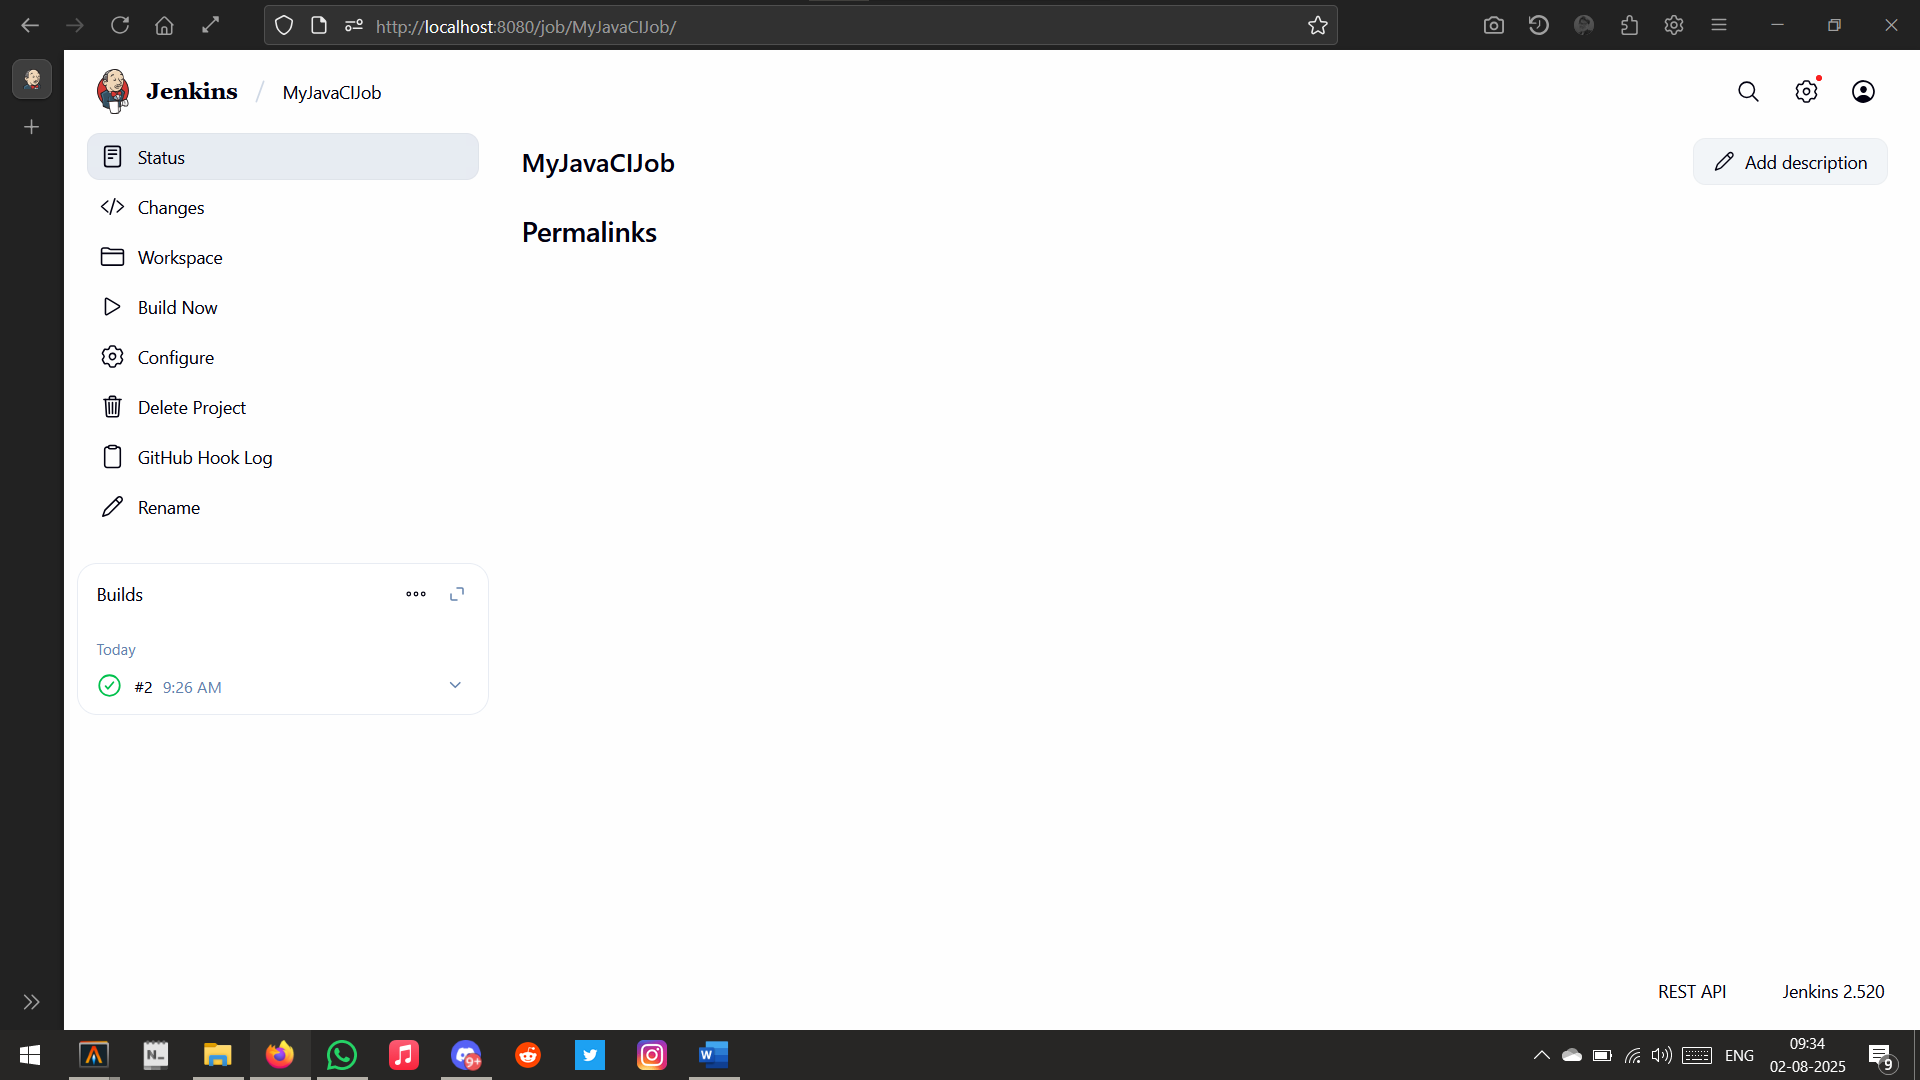 http://localhost:8080/job/MyJavaCIJob/
Jenkins / MyJavaCIJob
Status
Changes
Workspace
Build Now
Configure
Delete Project
GitHub Hook Log
Rename
MyJavaCIJob
Add description
Permalinks
Builds
Today
#2 9:26 AM
REST API
Jenkins 2.520
N
9+
W
ENG
09:34
02-08-2025
9